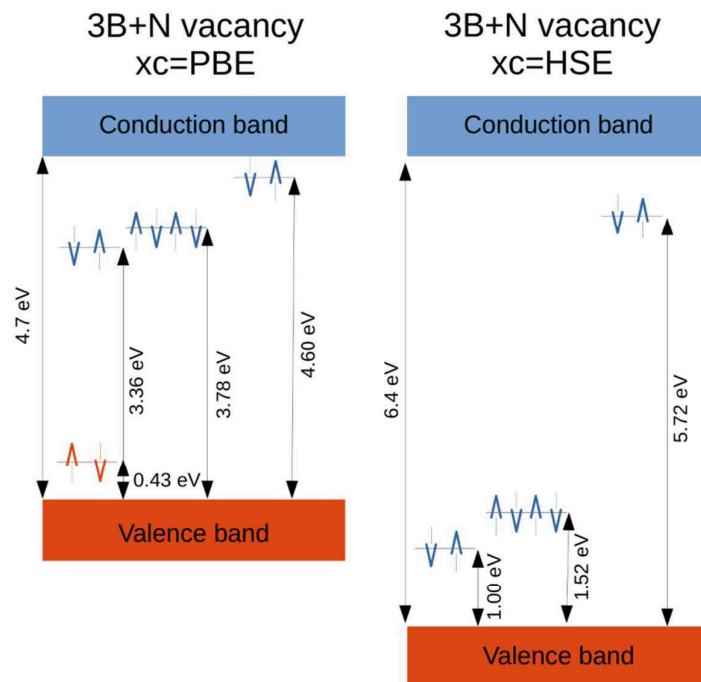 3B+N vacancy
xc=PBE
Conduction band
4.7 eV
3.36 eV
3.78 eV
4.60 eV
0.43 eV
Valence band
3B+N vacancy
xc=HSE
Conduction band
6.4 eV
5.72 eV
1.00 eV
1.52 eV
Valence band